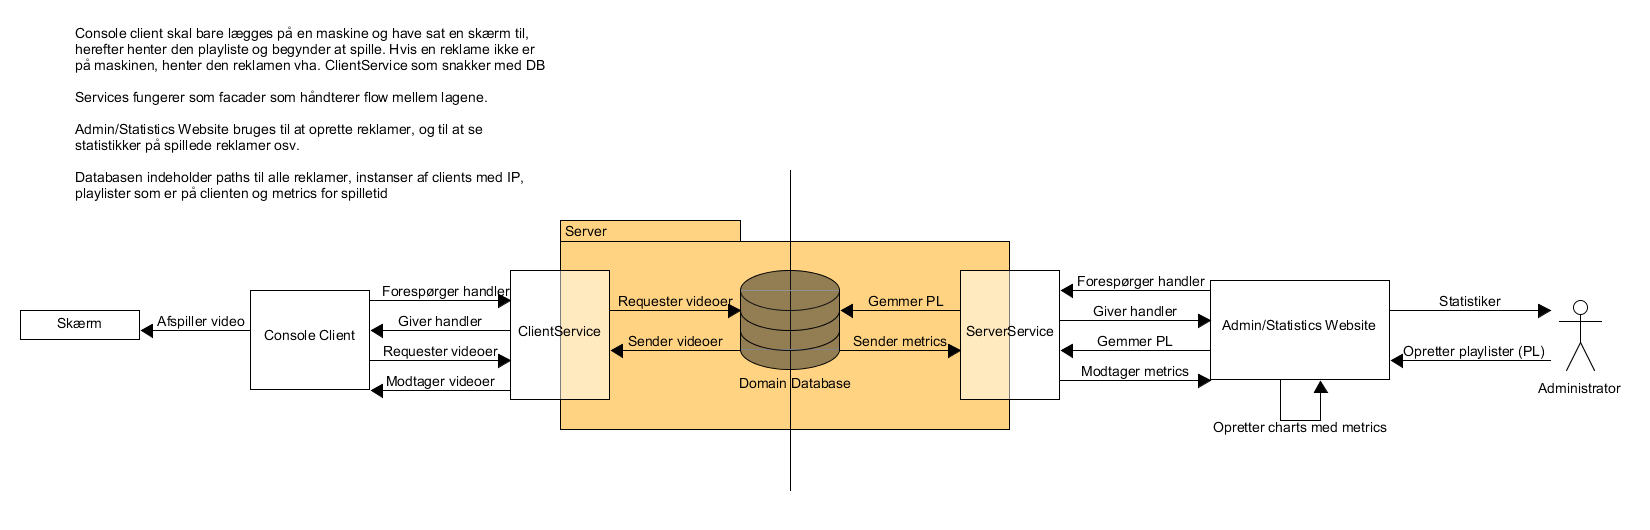 Console client skal bare lægges på en maskine og have sat en skærm til,
herefter henter den playliste og begynder at spille. Hvis en reklame ikke er
på maskinen, henter den reklamen vha. ClientService som snakker med DB
Services fungerer som facader som håndterer flow mellem lagene.
Admin/Statistics Website bruges til at oprette reklamer, og til at se
statistikker på spillede reklamer osv.
Databasen indeholder paths til alle reklamer, instanser af clients med IP,
playlister som er på clienten og metrics for spilletid
Server
Skærm
Afspiller video
Console Client
Forespørger handler
Giver handler
Requester videoer
Modtager videoer
ClientService
Requester videoer
Sender videoer
Domain Database
Gemmer PL
Sender metrics
ServerService
Forespørger handler
Giver handler
Gemmer PL
Modtager metrics
Admin/Statistics Website
Opretter charts med metrics
Statistiker
Opretter playlister (PL)
Administrator